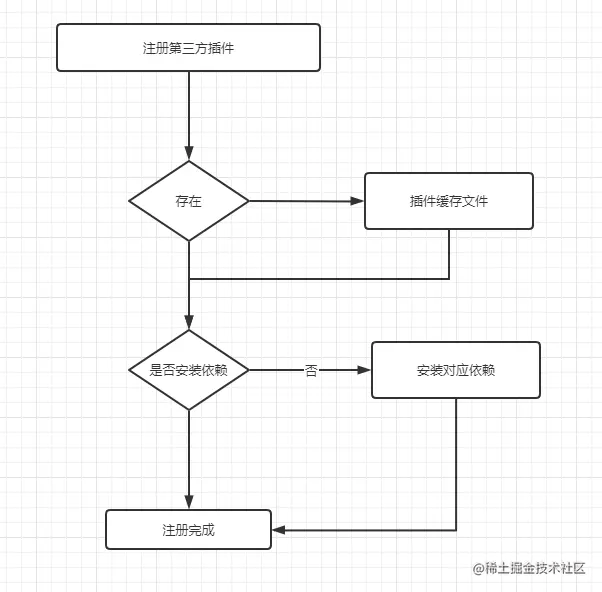 注册第三方插件
存在
插件缓存文件
是否安装依赖
否
安装对应依赖
注册完成
@稀土掘金技术社区